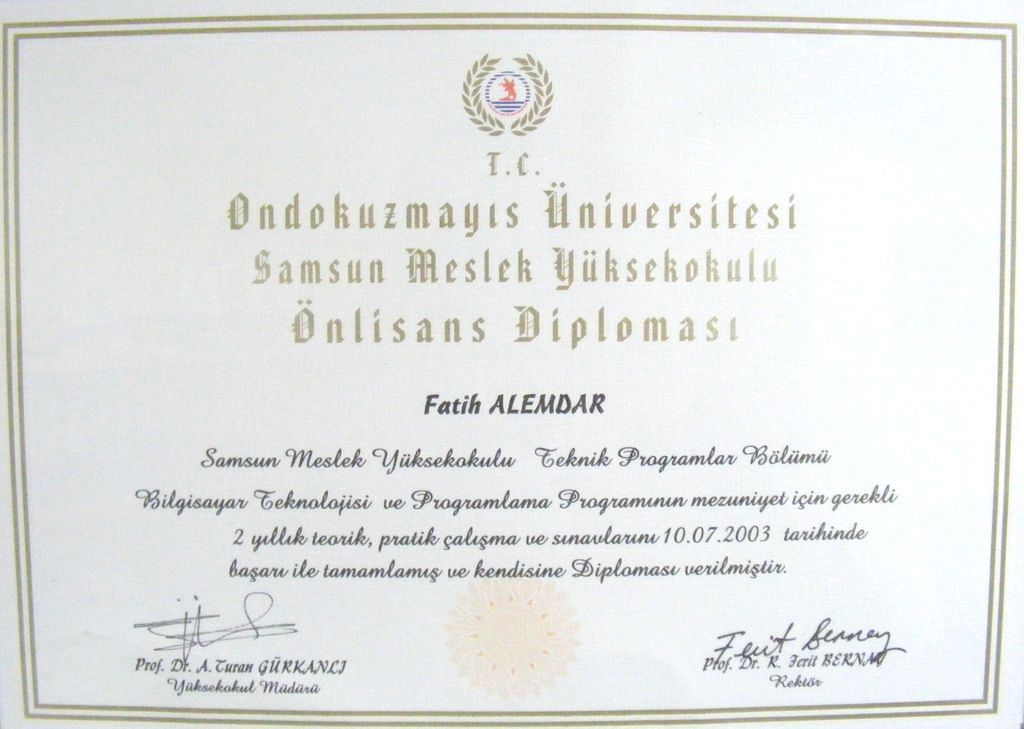 T.C.
Ondokuzmayıs Üniversitesi
Samsun Meslek Yüksekokulu
Önlisans Diploması
Fatih ALEMDAR
Samsun Meslek Yüksekokulu Teknik Programlar Bölümü
Bilgisayar Teknolojisi ve Programlama Programının mezuniyet için gerekli
2 yıllık teorik, pratik çalışma ve sınavlarını 10.07.2003 tarihinde
başarı ile tamamlamış ve kendisine Diploması verilmiştir.
Prof. Dr. A. Turan GÜRKANLI
Yüksekokul Müdürü
Prof. Dr. R. Ferit BERNAY
Rektör